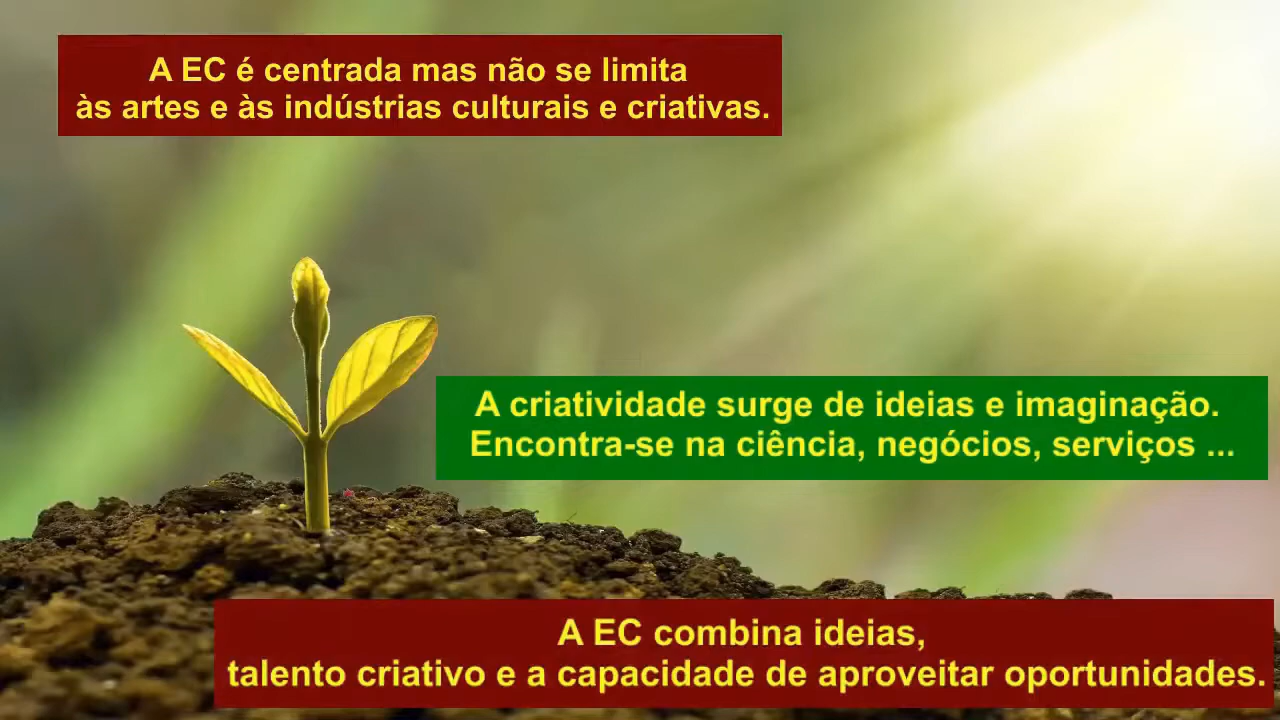 A EC é centrada mas não se limita
às artes e às indústrias culturais e criativas.
A criatividade surge de ideias e imaginação.
Encontra-se na ciência, negócios, serviços ...
A EC combina ideias,
talento criativo e a capacidade de aproveitar oportunidades.